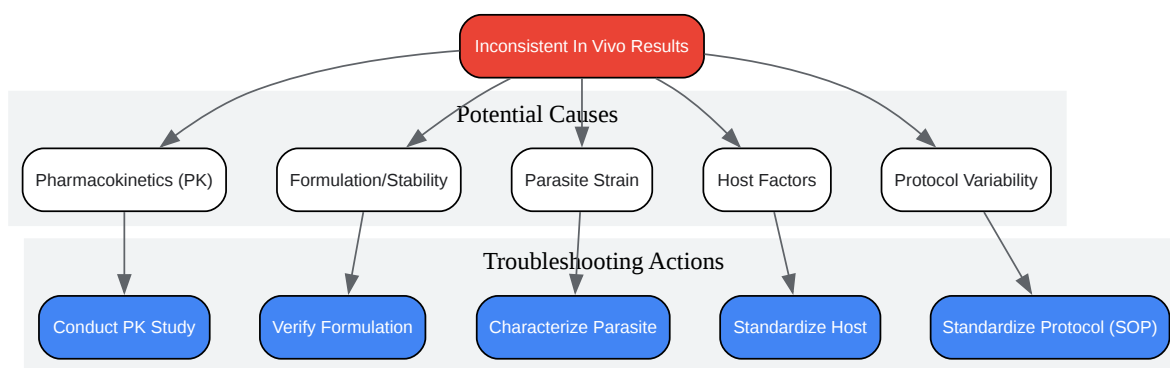 Inconsistent In Vivo Results
Potential Causes
Pharmacokinetics (PK)
Formulation/Stability
Parasite Strain
Host Factors
Protocol Variability
Troubleshooting Actions
Conduct PK Study
Verify Formulation
Characterize Parasite
Standardize Host
Standardize Protocol (SOP)